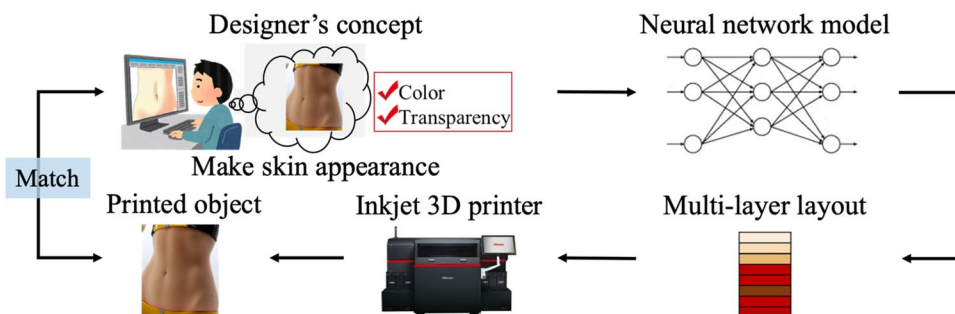 Designer's concept
Neural network model
Color
Transparency
Make skin appearance
Match
Printed object
Inkjet 3D printer
Multi-layer layout